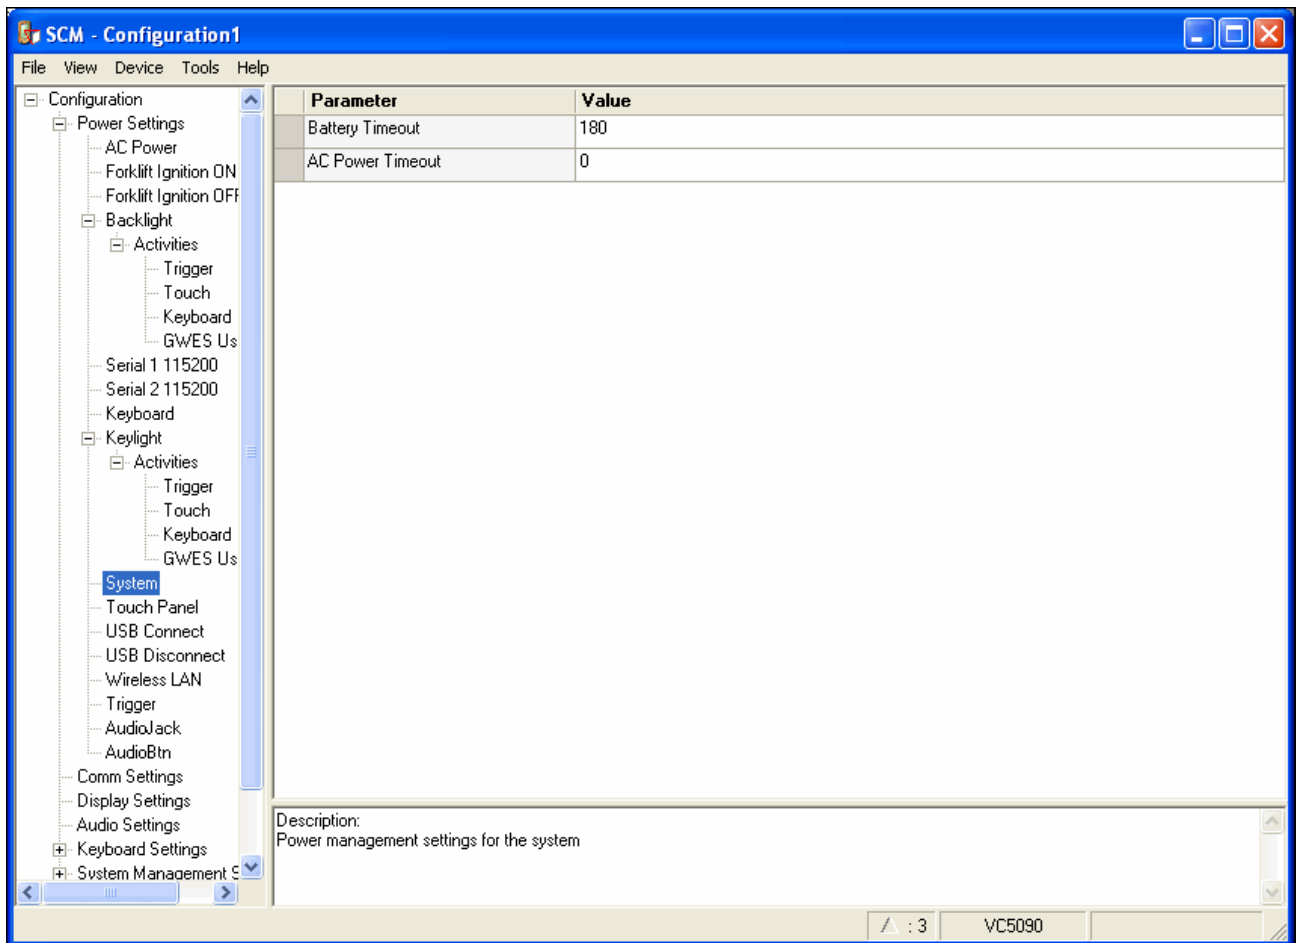 SCM - Configuration1
File View Device Tools Help
Configuration
Power Settings
AC Power
Forklift Ignition ON
Forklift Ignition OFF
Backlight
Activities
Trigger
Touch
Keyboard
GWES Us
Serial 1 115200
Serial 2 115200
Keyboard
Keylight
Activities
Trigger
Touch
Keyboard
GWES Us
System
Touch Panel
USB Connect
USB Disconnect
Wireless LAN
Trigger
AudioJack
AudioBtn
Comm Settings
Display Settings
Audio Settings
Keyboard Settings
System Management S
Parameter Value
Battery Timeout 180
AC Power Timeout 0
Description:
Power management settings for the system
: 3 VC5090